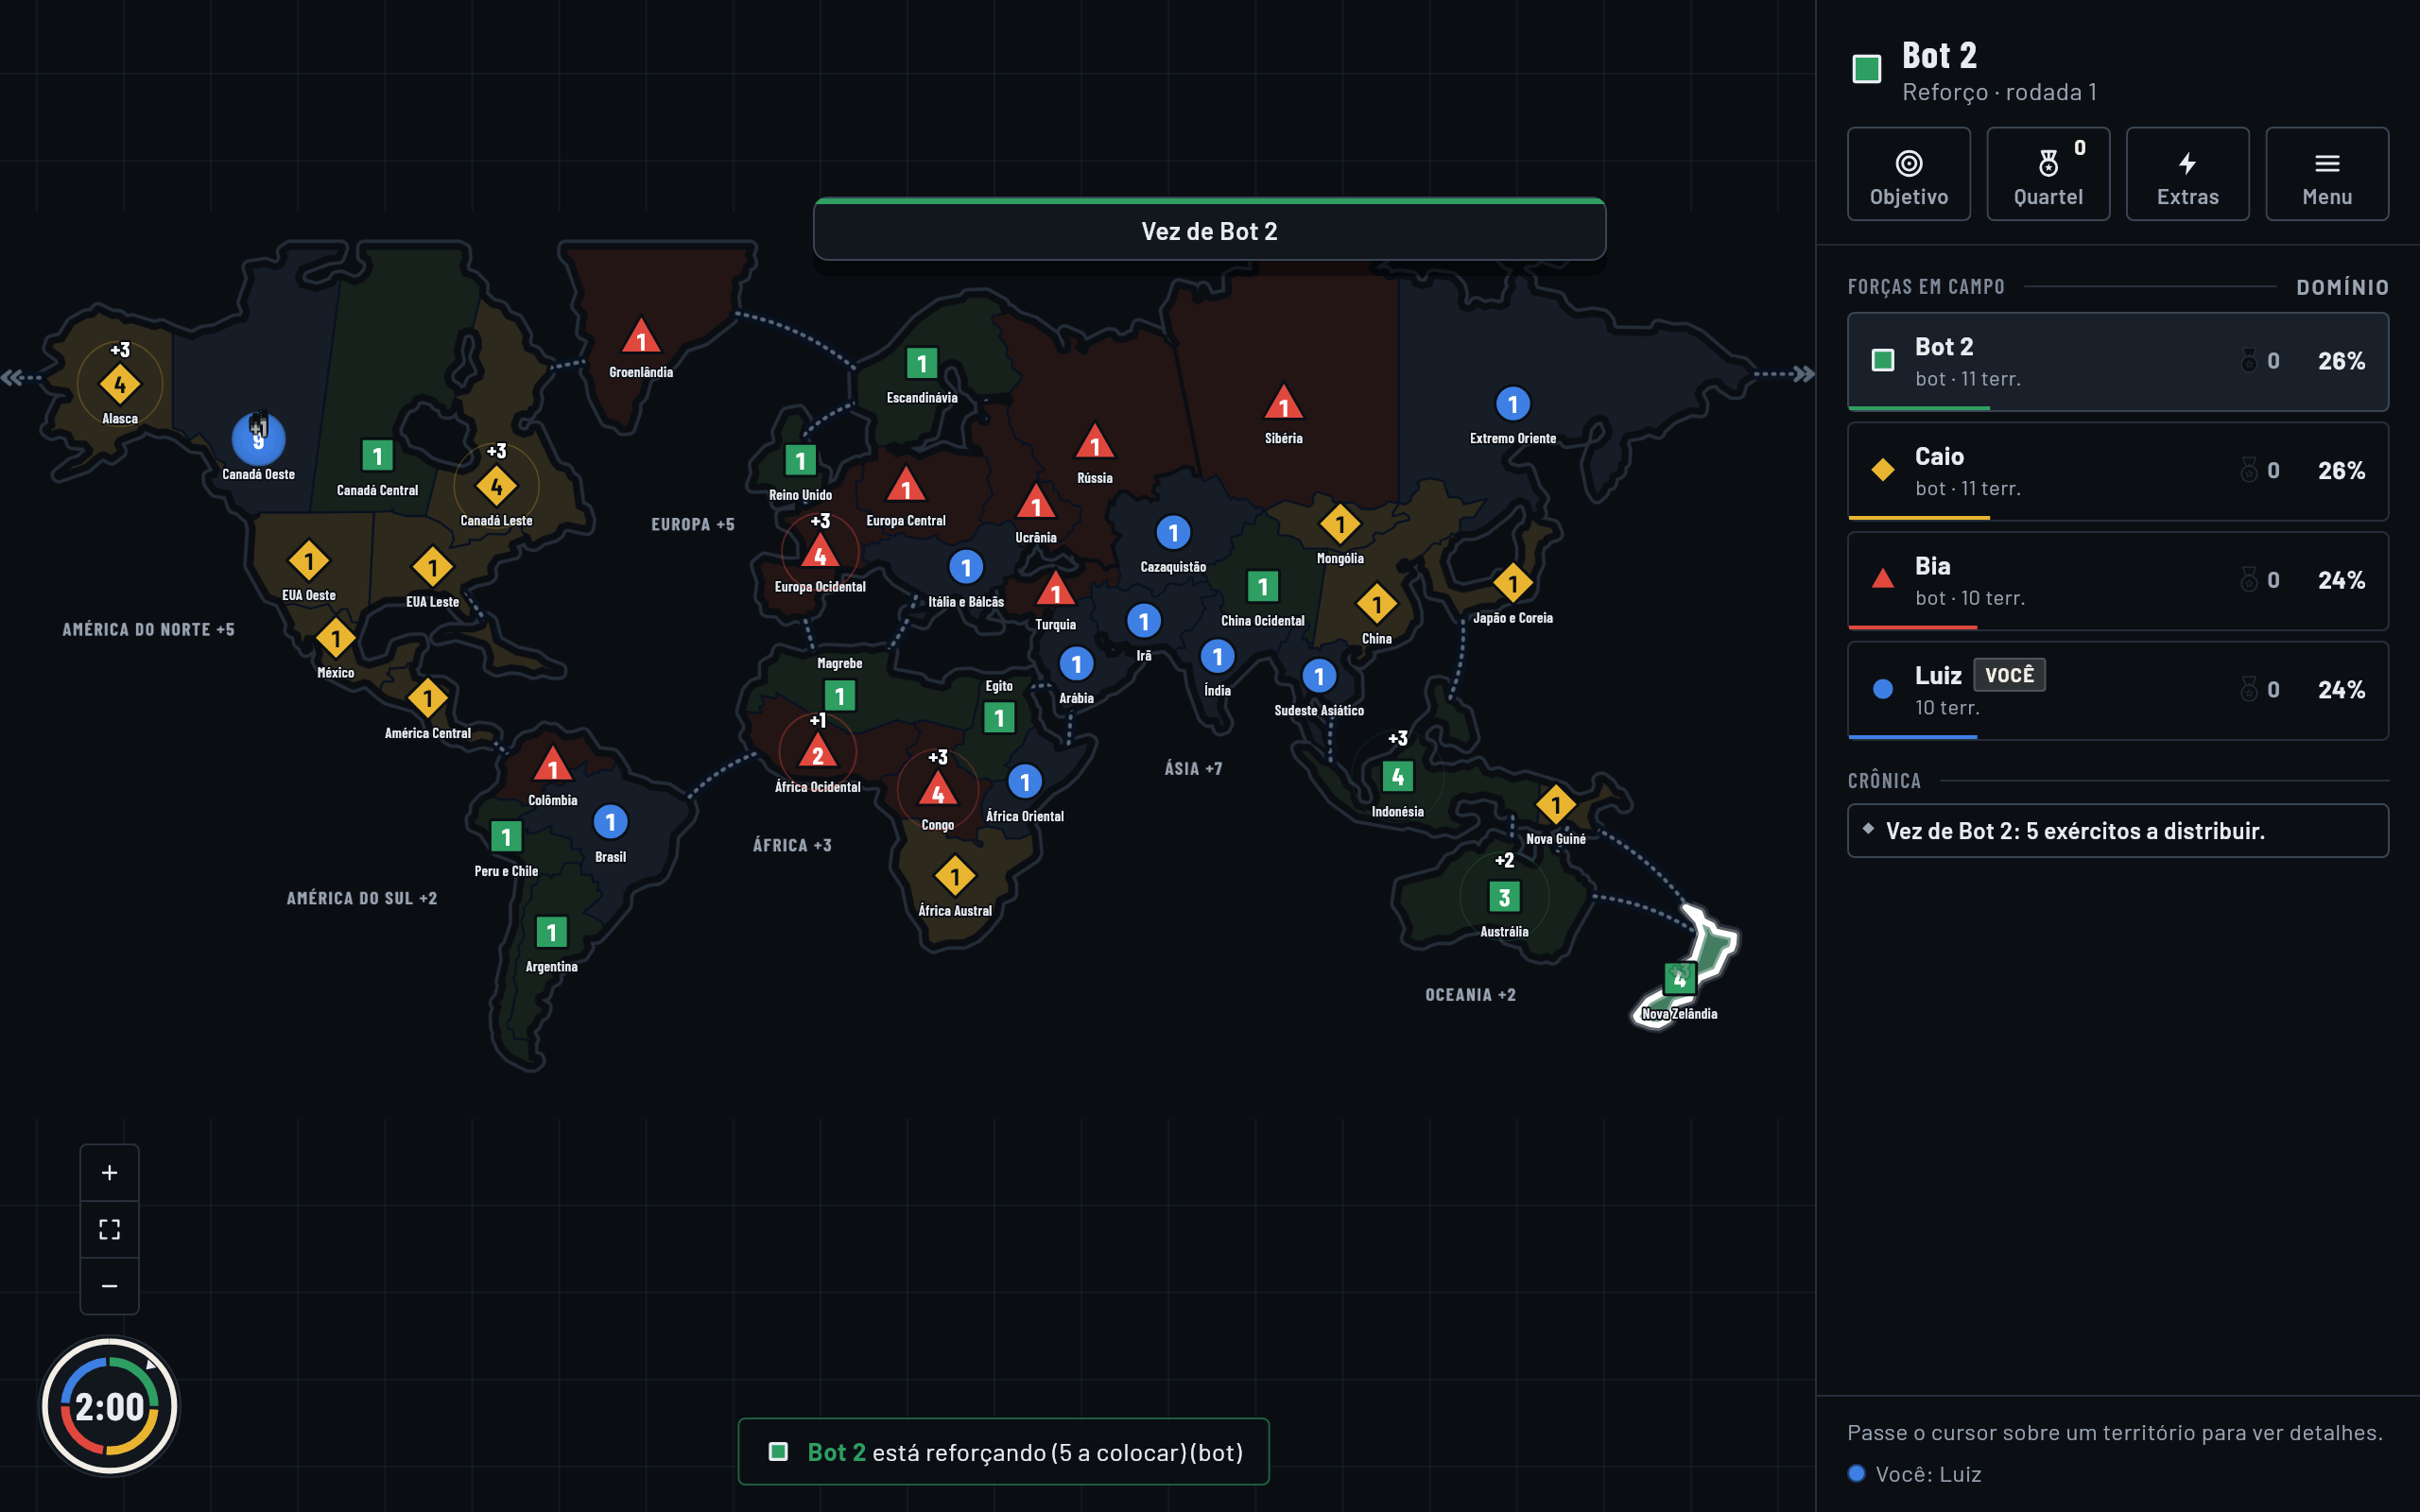 Bot 2
Reforço · rodada 1
Objetivo
0
Quartel
Extras
Menu
Vez de Bot 2
FORÇAS EM CAMPO
DOMÍNIO
Bot 2
bot · 11 terr.
0
26%
Caio
bot · 11 terr.
0
26%
Bia
bot · 10 terr.
0
24%
Luiz VOCÊ
10 terr.
0
24%
CRÔNICA
Vez de Bot 2: 5 exércitos a distribuir.
+3
4
Alasca
Canadá Oeste
1
Canadá Central
+3
4
Canadá Leste
1
Groenlândia
1
EUA Oeste
1
EUA Leste
AMÉRICA DO NORTE +5
1
México
1
América Central
1
Colômbia
1
Peru e Chile
1
Brasil
AMÉRICA DO SUL +2
1
Argentina
1
Escandinávia
1
Reino Unido
EUROPA +5
1
Europa Central
+3
4
Europa Ocidental
1
Ucrânia
1
Rússia
1
Itália e Bálcãs
1
Turquia
1
Sibéria
1
Extremo Oriente
1
Cazaquistão
1
Mongólia
1
China Ocidental
1
China
1
Japão e Coreia
1
Irã
1
Arábia
1
Índia
1
Sudeste Asiático
ÁSIA +7
Magrebe
1
Egito
1
+1
2
África Ocidental
+3
4
Congo
1
África Oriental
ÁFRICA +3
1
África Austral
+3
4
Indonésia
1
Nova Guiné
+2
3
Austrália
4
Nova Zelândia
OCEANIA +2
+
−
2:00
Bot 2 está reforçando (5 a colocar) (bot)
Passe o cursor sobre um território para ver detalhes.
Você: Luiz